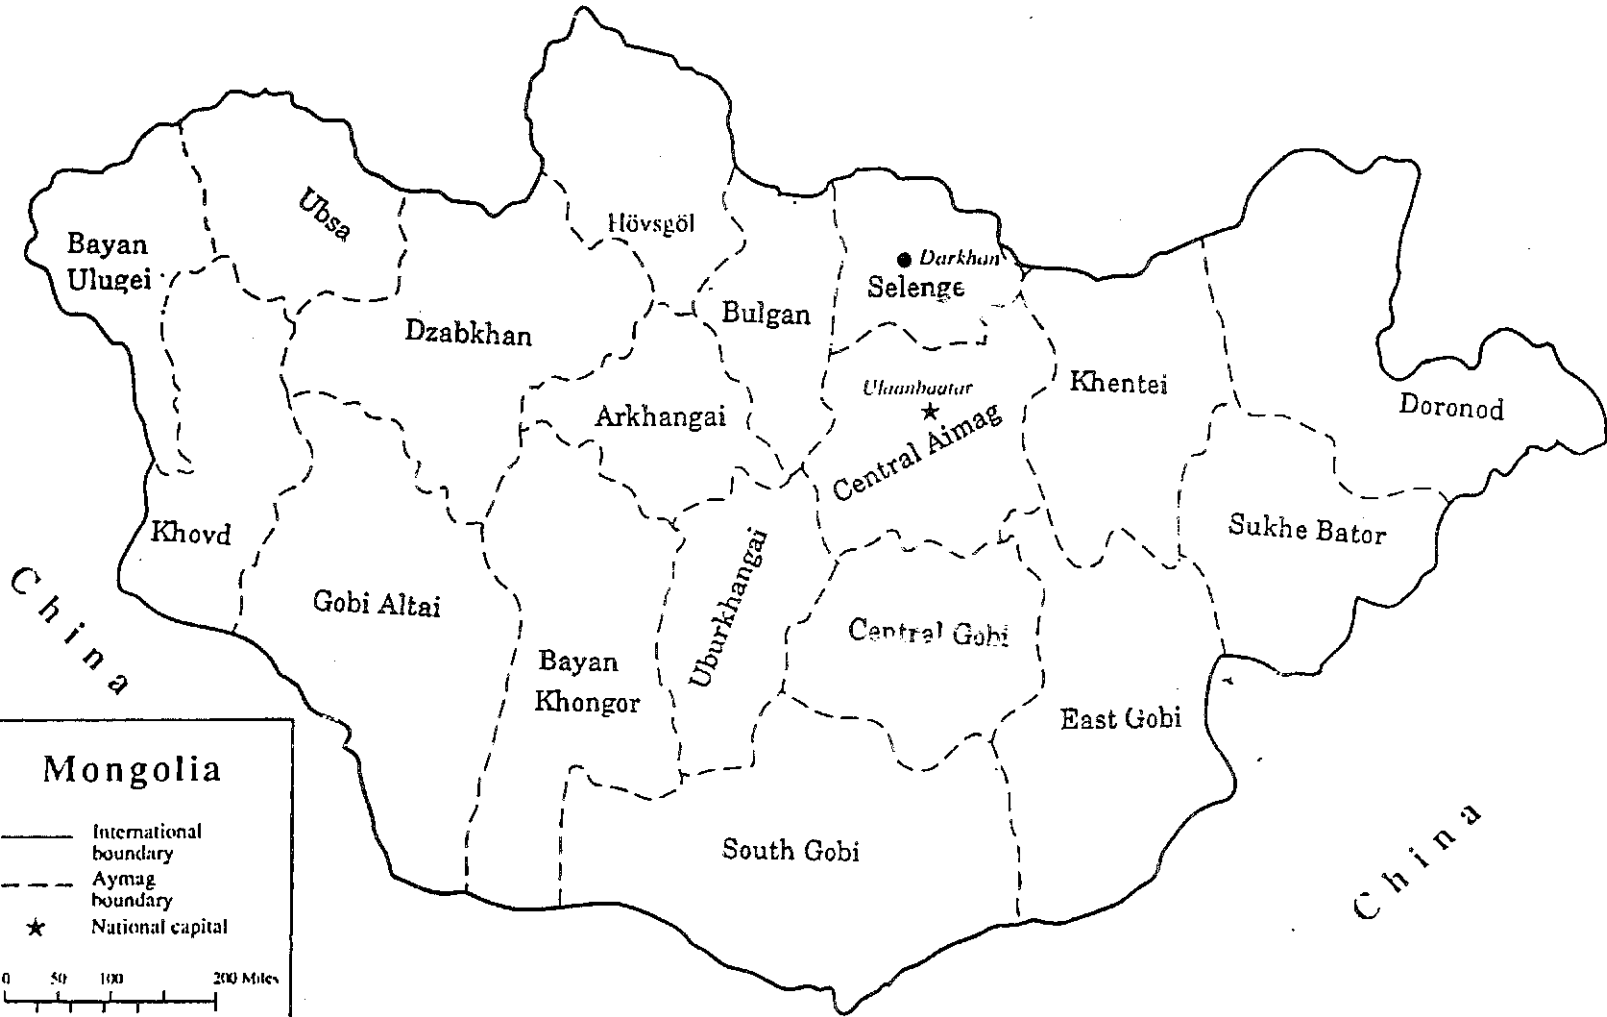 Hövsgöl
Ubsa
Bayan
Ulugei
Darkhan
Selenge
Bulgan
Dzabkhan
Khentei
Ulaanbaatar
Doronod
Arkhangai
Central Aimag
Khovd
Sukhe Bator
Uburkhangai
Gobi Altai
Central Gobi
China
Bayan
Khongor
East Gobi
South Gobi
China
Mongolia
International
boundary
Aymag
boundary
National capital
0 50 100 200 Miles